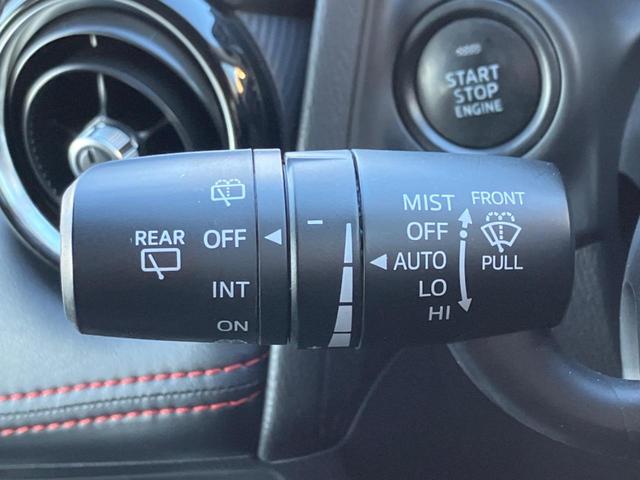 START
STOP
ENGINE
REAR
OFF
INT
ON
MIST
OFF
AUTO
LO
HI
FRONT
PULL